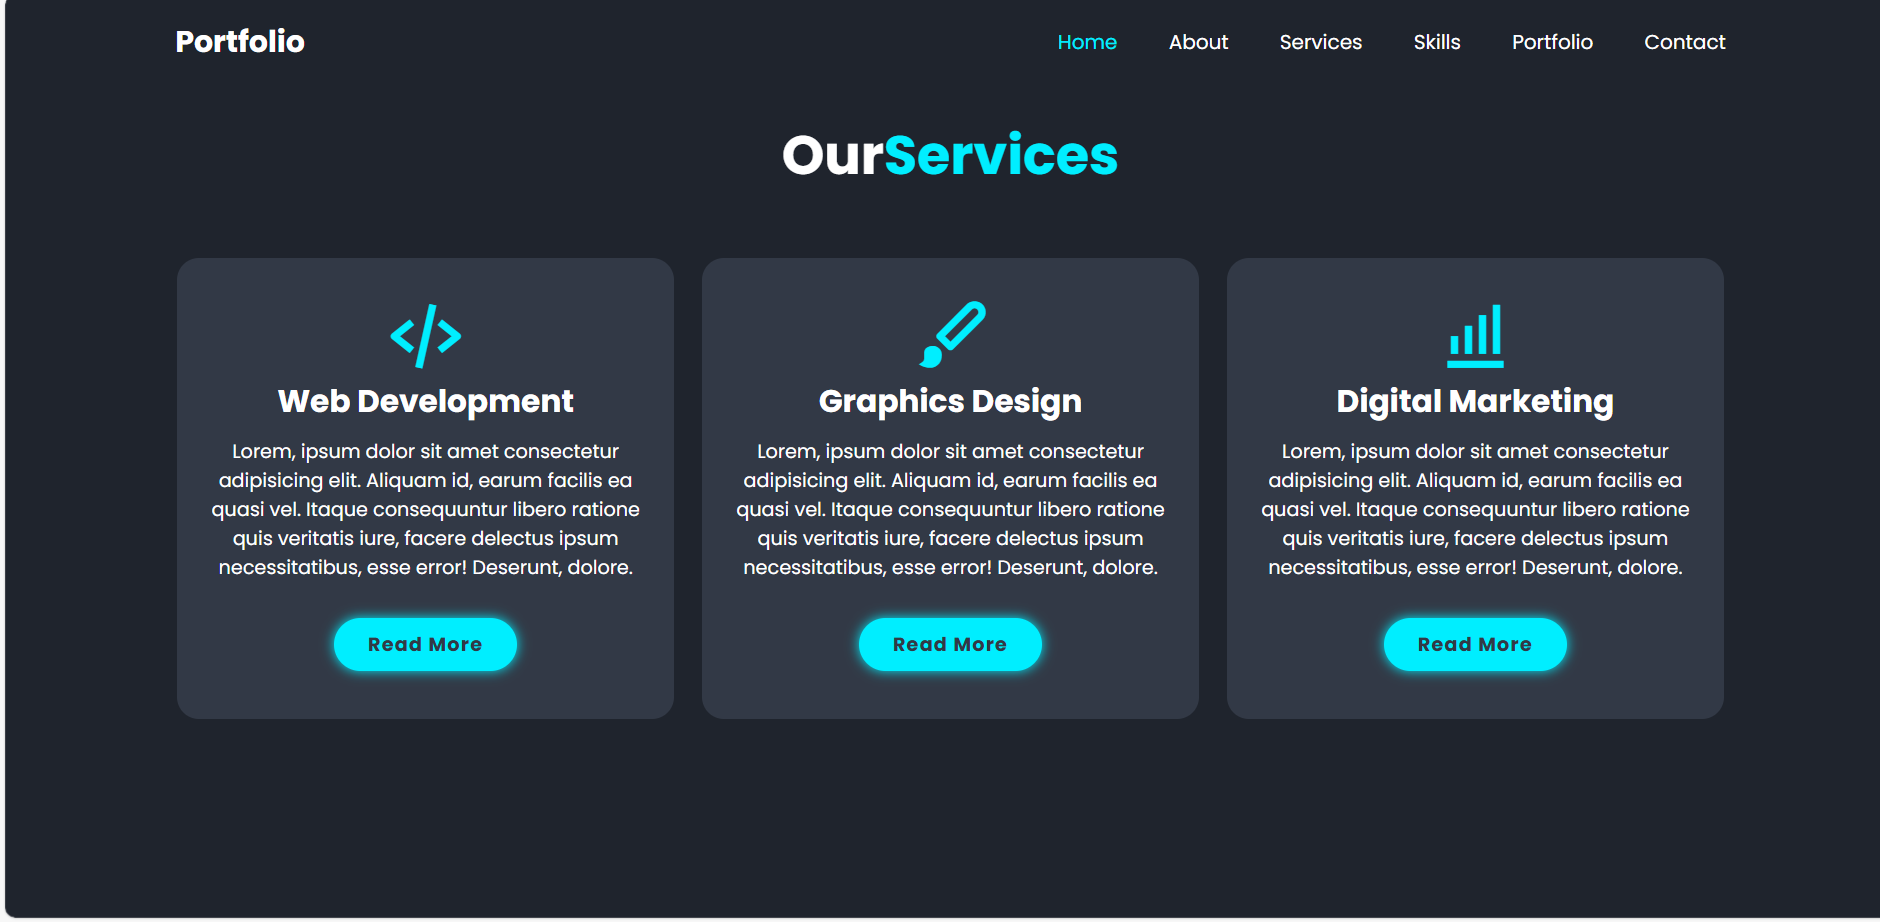 Portfolio
Home About Services Skills Portfolio Contact
OurServices
Web Development
Lorem, ipsum dolor sit amet consectetur
adipisicing elit. Aliquam id, earum facilis ea
quasi vel. Itaque consequuntur libero ratione
quis veritatis iure, facere delectus ipsum
necessitatibus, esse error! Deserunt, dolore.
Read More
Graphics Design
Lorem, ipsum dolor sit amet consectetur
adipisicing elit. Aliquam id, earum facilis ea
quasi vel. Itaque consequuntur libero ratione
quis veritatis iure, facere delectus ipsum
necessitatibus, esse error! Deserunt, dolore.
Read More
Digital Marketing
Lorem, ipsum dolor sit amet consectetur
adipisicing elit. Aliquam id, earum facilis ea
quasi vel. Itaque consequuntur libero ratione
quis veritatis iure, facere delectus ipsum
necessitatibus, esse error! Deserunt, dolore.
Read More